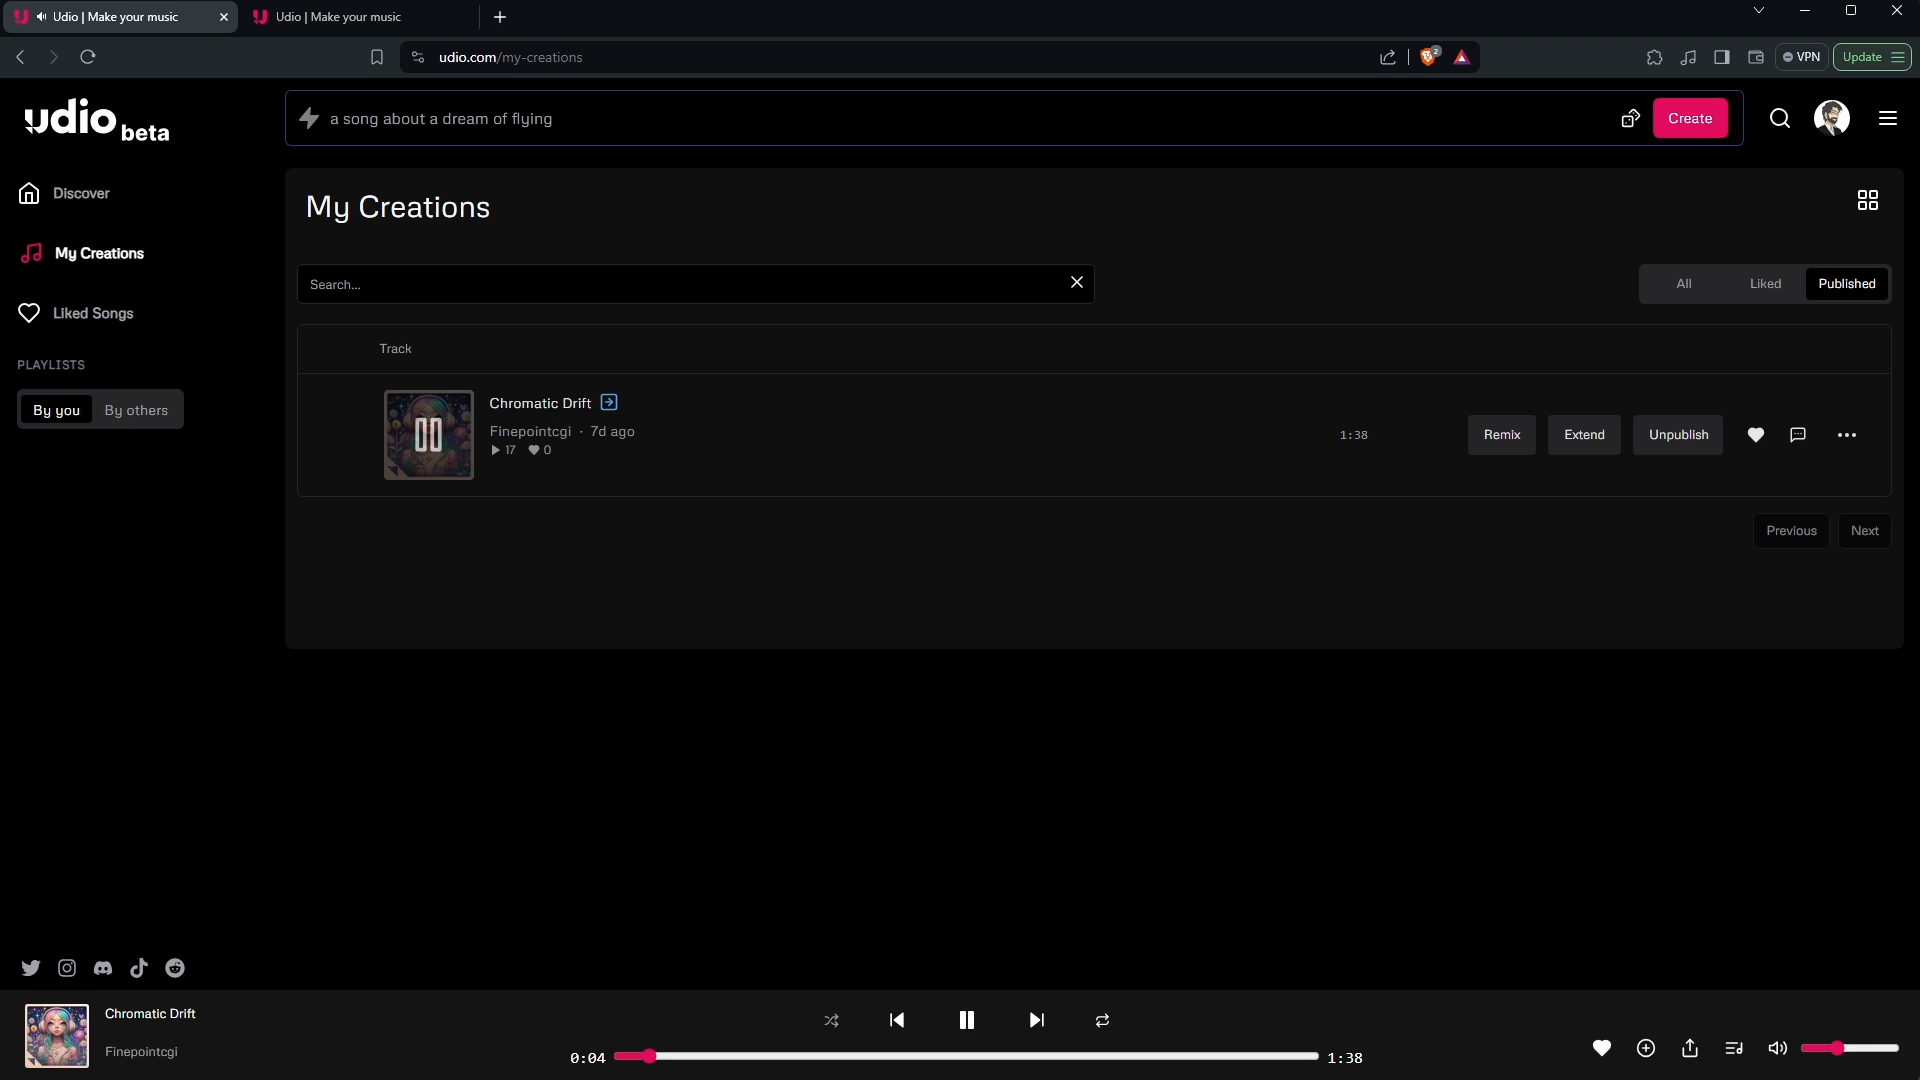 Udio | Make your music
Udio | Make your music
udio.com/my-creations
2
VPN
Update
udio beta
a song about a dream of flying
Create
Discover
My Creations
Liked Songs
PLAYLISTS
By you
By others
My Creations
Search...
All
Liked
Published
Track
Chromatic Drift
Finepointcgi · 7d ago
17
0
1:38
Remix
Extend
Unpublish
Previous
Next
Chromatic Drift
Finepointcgi
0:04
1:38